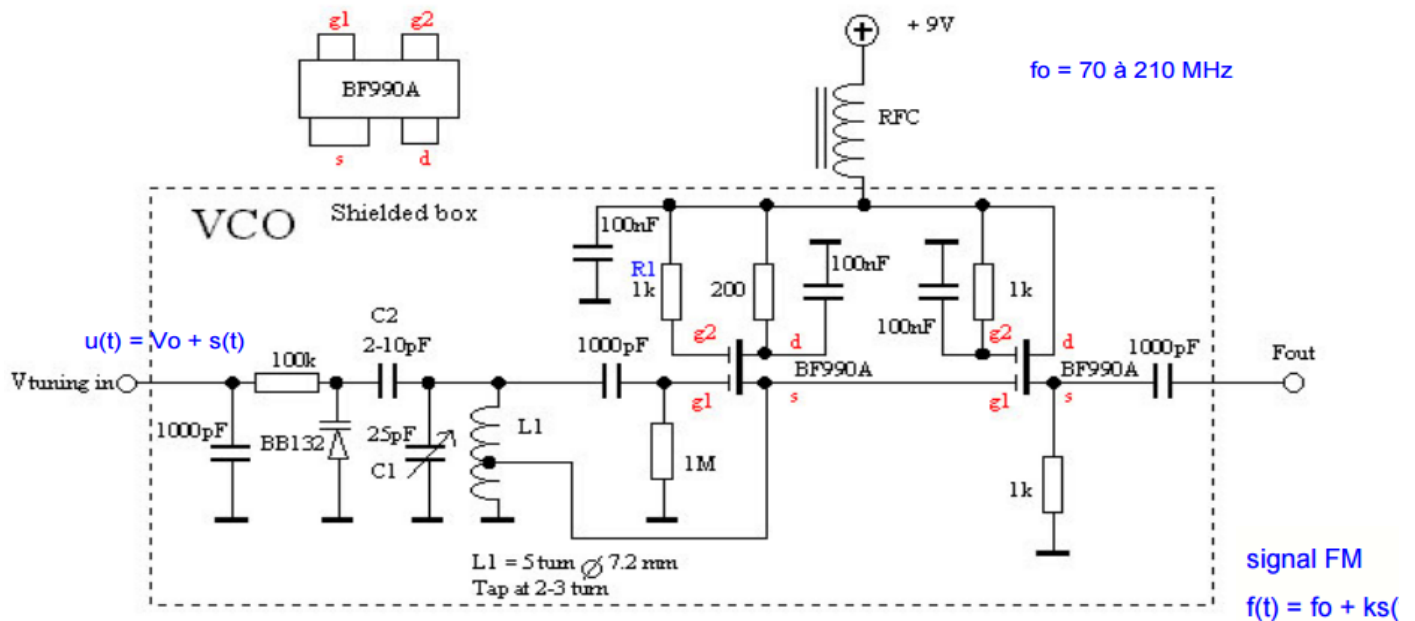 g1 g2
BF990A
s d
+ 9V
fo = 70 à 210 MHz
RFC
VCO Shielded box
100nF
R1
1k
200
100nF
100nF
1k
u(t) = Vo + s(t)
C2
2-10pF
100k
1000pF
g2 d
BF990A
g2 d
BF990A
1000pF
Fout
Vtuning in
g1 s
g1 s
1000pF
BB132
25pF
C1
L1
1M
1k
L1 = 5 turn Ø 7.2 mm
Tap at 2-3 turn
signal FM
f(t) = fo + ks(